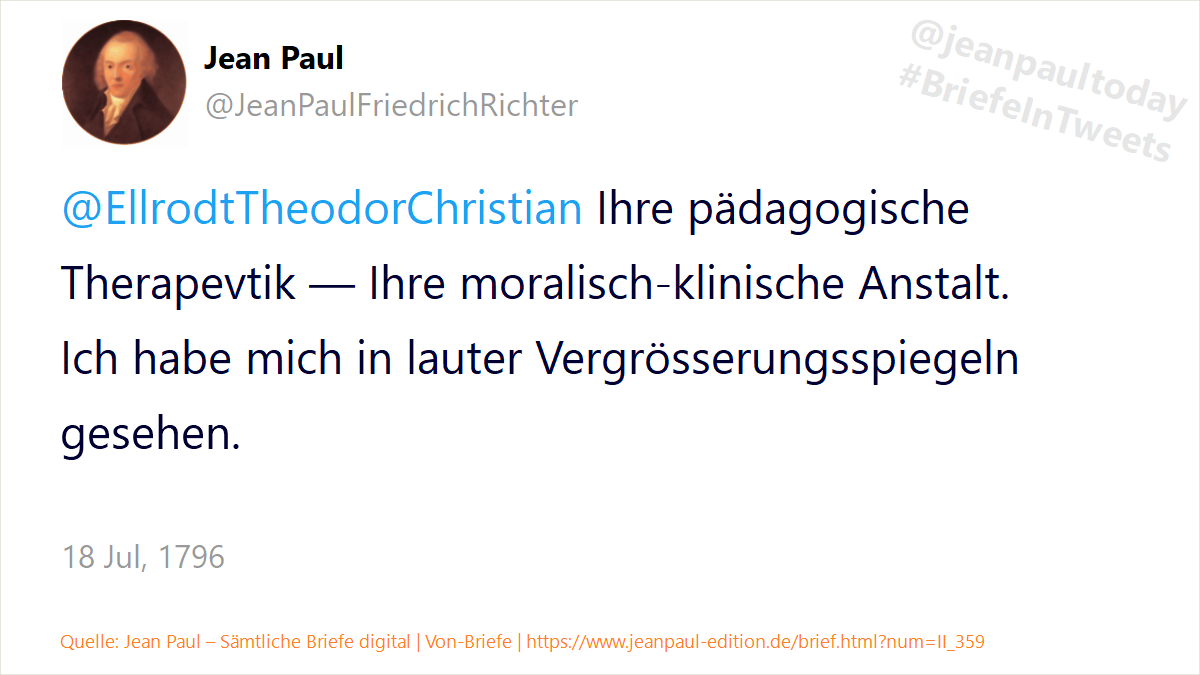 Jean Paul
@JeanPaulFriedrichRichter
@jeanpaultoday
#BriefeInTweets
@EllrodtTheodorChristian Ihre pädagogische
Therapevtik — Ihre moralisch-klinische Anstalt.
Ich habe mich in lauter Vergrösserungsspiegeln
gesehen.
18 Jul, 1796
Quelle: Jean Paul – Sämtliche Briefe digital | Von-Briefe | https://www.jeanpaul-edition.de/brief.html?num=II_359